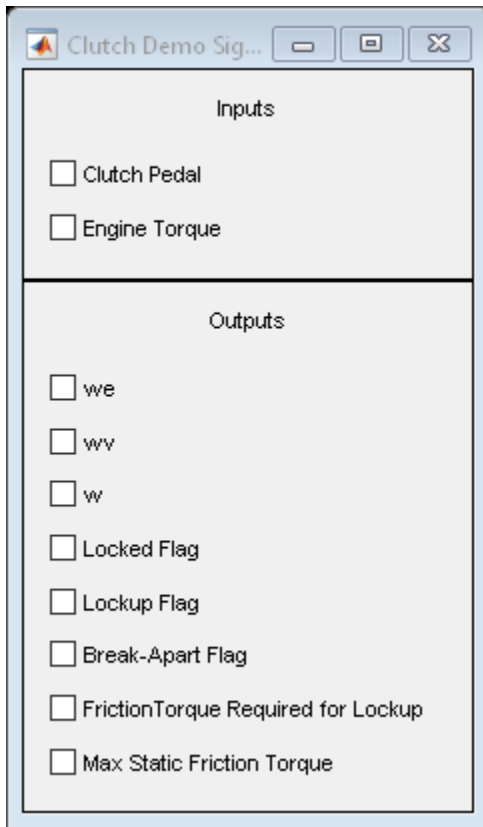 Clutch Demo Sig...
Inputs
Clutch Pedal
Engine Torque
Outputs
we
wv
w
Locked Flag
Lockup Flag
Break-Apart Flag
FrictionTorque Required for Lockup
Max Static Friction Torque